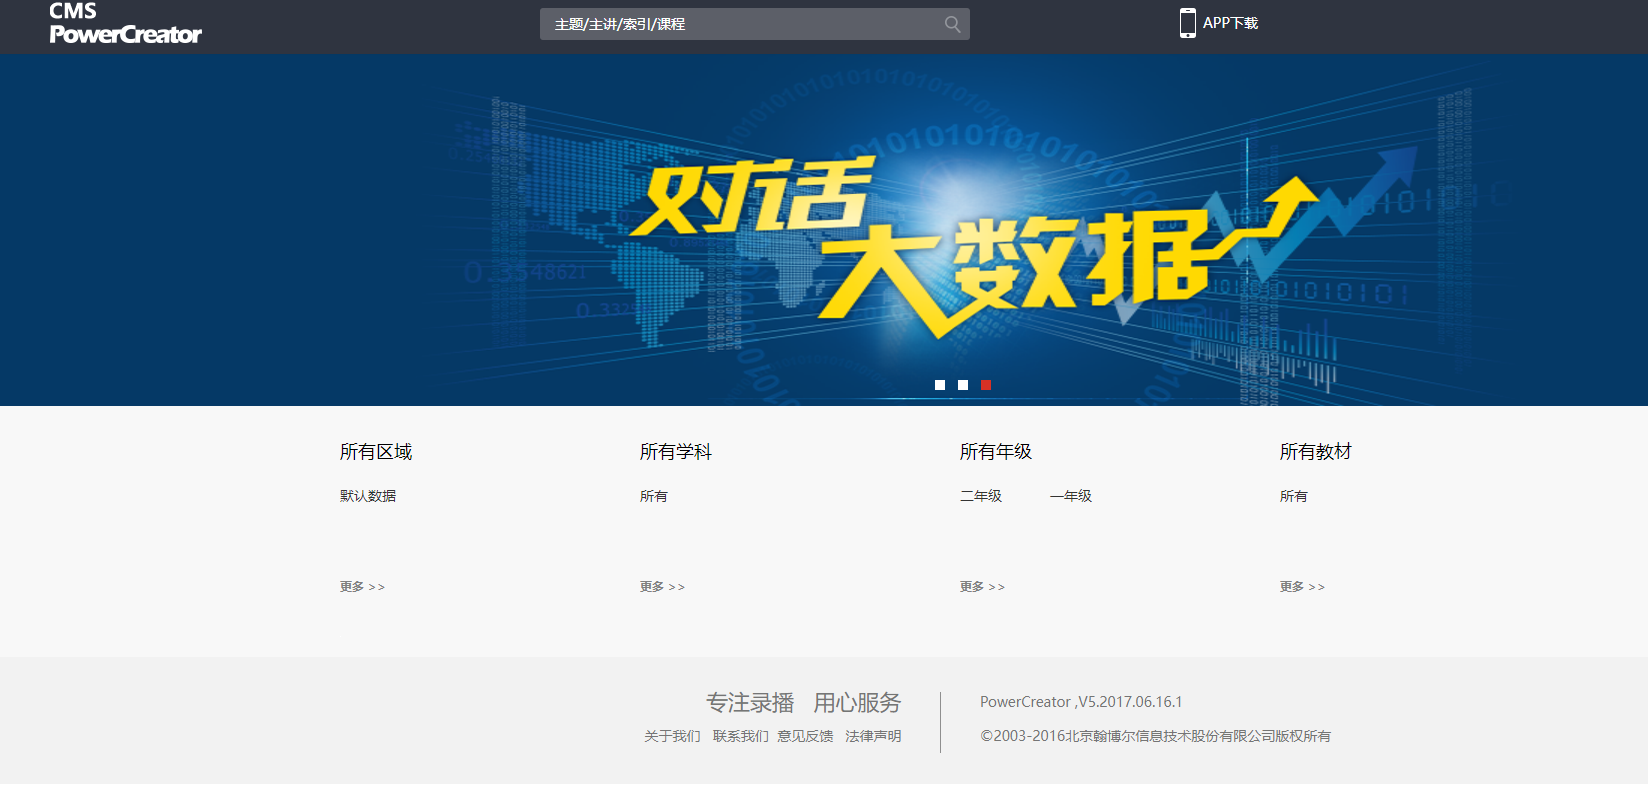 CMS
PowerCreator
主题/主讲/索引/课程
APP下载
对话
大数据
所有区域
所有学科
所有年级
所有教材
默认数据
所有
二年级 一年级
所有
更多 >>
更多 >>
更多 >>
更多 >>
专注录播 用心服务
关于我们 联系我们 意见反馈 法律声明
PowerCreator ,V5.2017.06.16.1
©2003-2016北京翰博尔信息技术股份有限公司版权所有